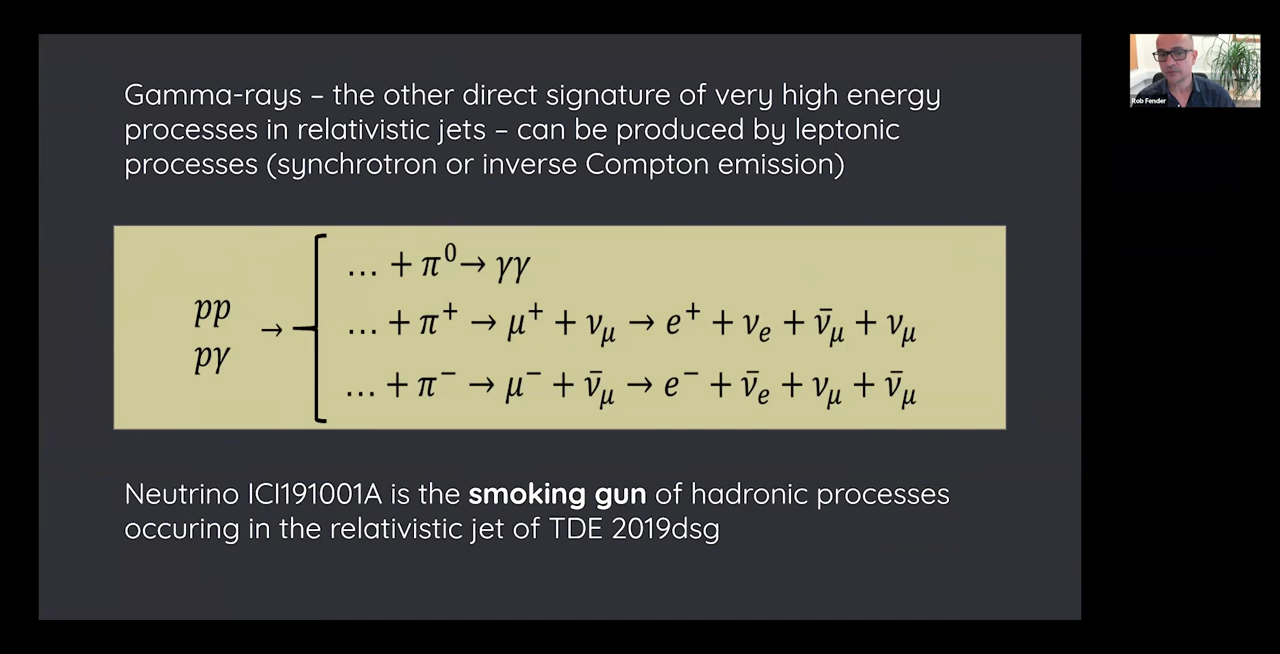 Gamma-rays – the other direct signature of very high energy
processes in relativistic jets – can be produced by leptonic
processes (synchrotron or inverse Compton emission)
Rob Fender
pp
pγ
→
… + π⁰ → γγ
… + π⁺ → μ⁺ + ν_μ → e⁺ + ν_e + ν̄_μ + ν_μ
… + π⁻ → μ⁻ + ν̄_μ → e⁻ + ν̄_e + ν_μ + ν̄_μ
Neutrino ICI191001A is the smoking gun of hadronic processes
occuring in the relativistic jet of TDE 2019dsg